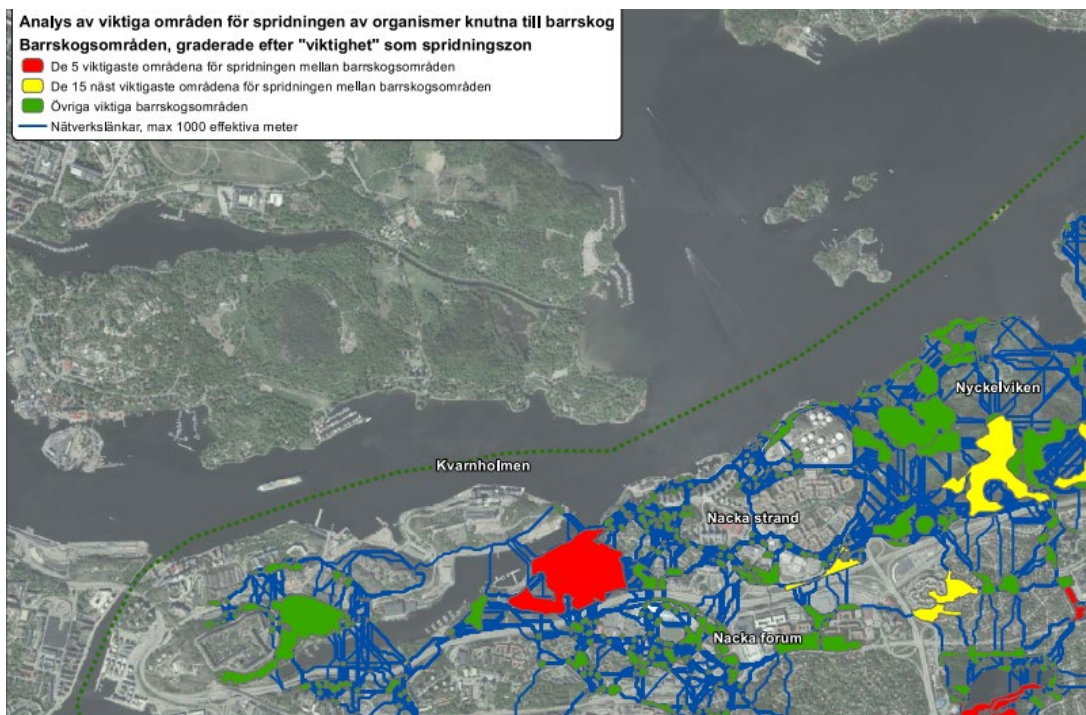 Analys av viktiga områden för spridningen av organismer knutna till barrskog
Barrskogsområden, graderade efter "viktighet" som spridningszon
De 5 viktigaste områdena för spridningen mellan barrskogsområden
De 15 näst viktigaste områdena för spridningen mellan barrskogsområden
Övriga viktiga barrskogsområden
Nätverkslänkar, max 1000 effektiva meter
Nyckelviken
Kvarnholmen
Nacka strand
Nacka forum